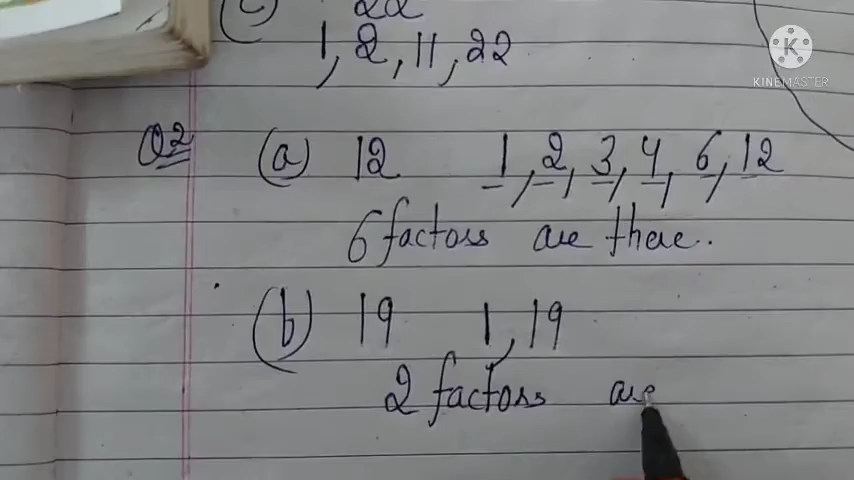 (c) 22
1, 2, 11, 22
K
KINEMASTER
Q2 (a) 12 1, 2, 3, 4, 6, 12
6 factors are there.
(b) 19 1, 19
2 factors are